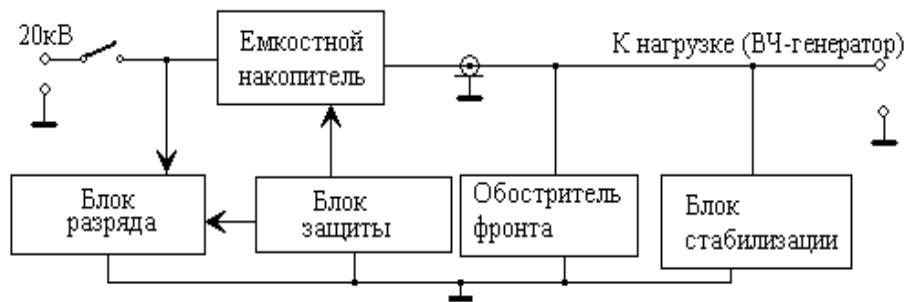 20кВ
Емкостной
накопитель
К нагрузке (ВЧ-генератор)
Блок
разряда
Блок
защиты
Обостритель
фронта
Блок
стабилизации